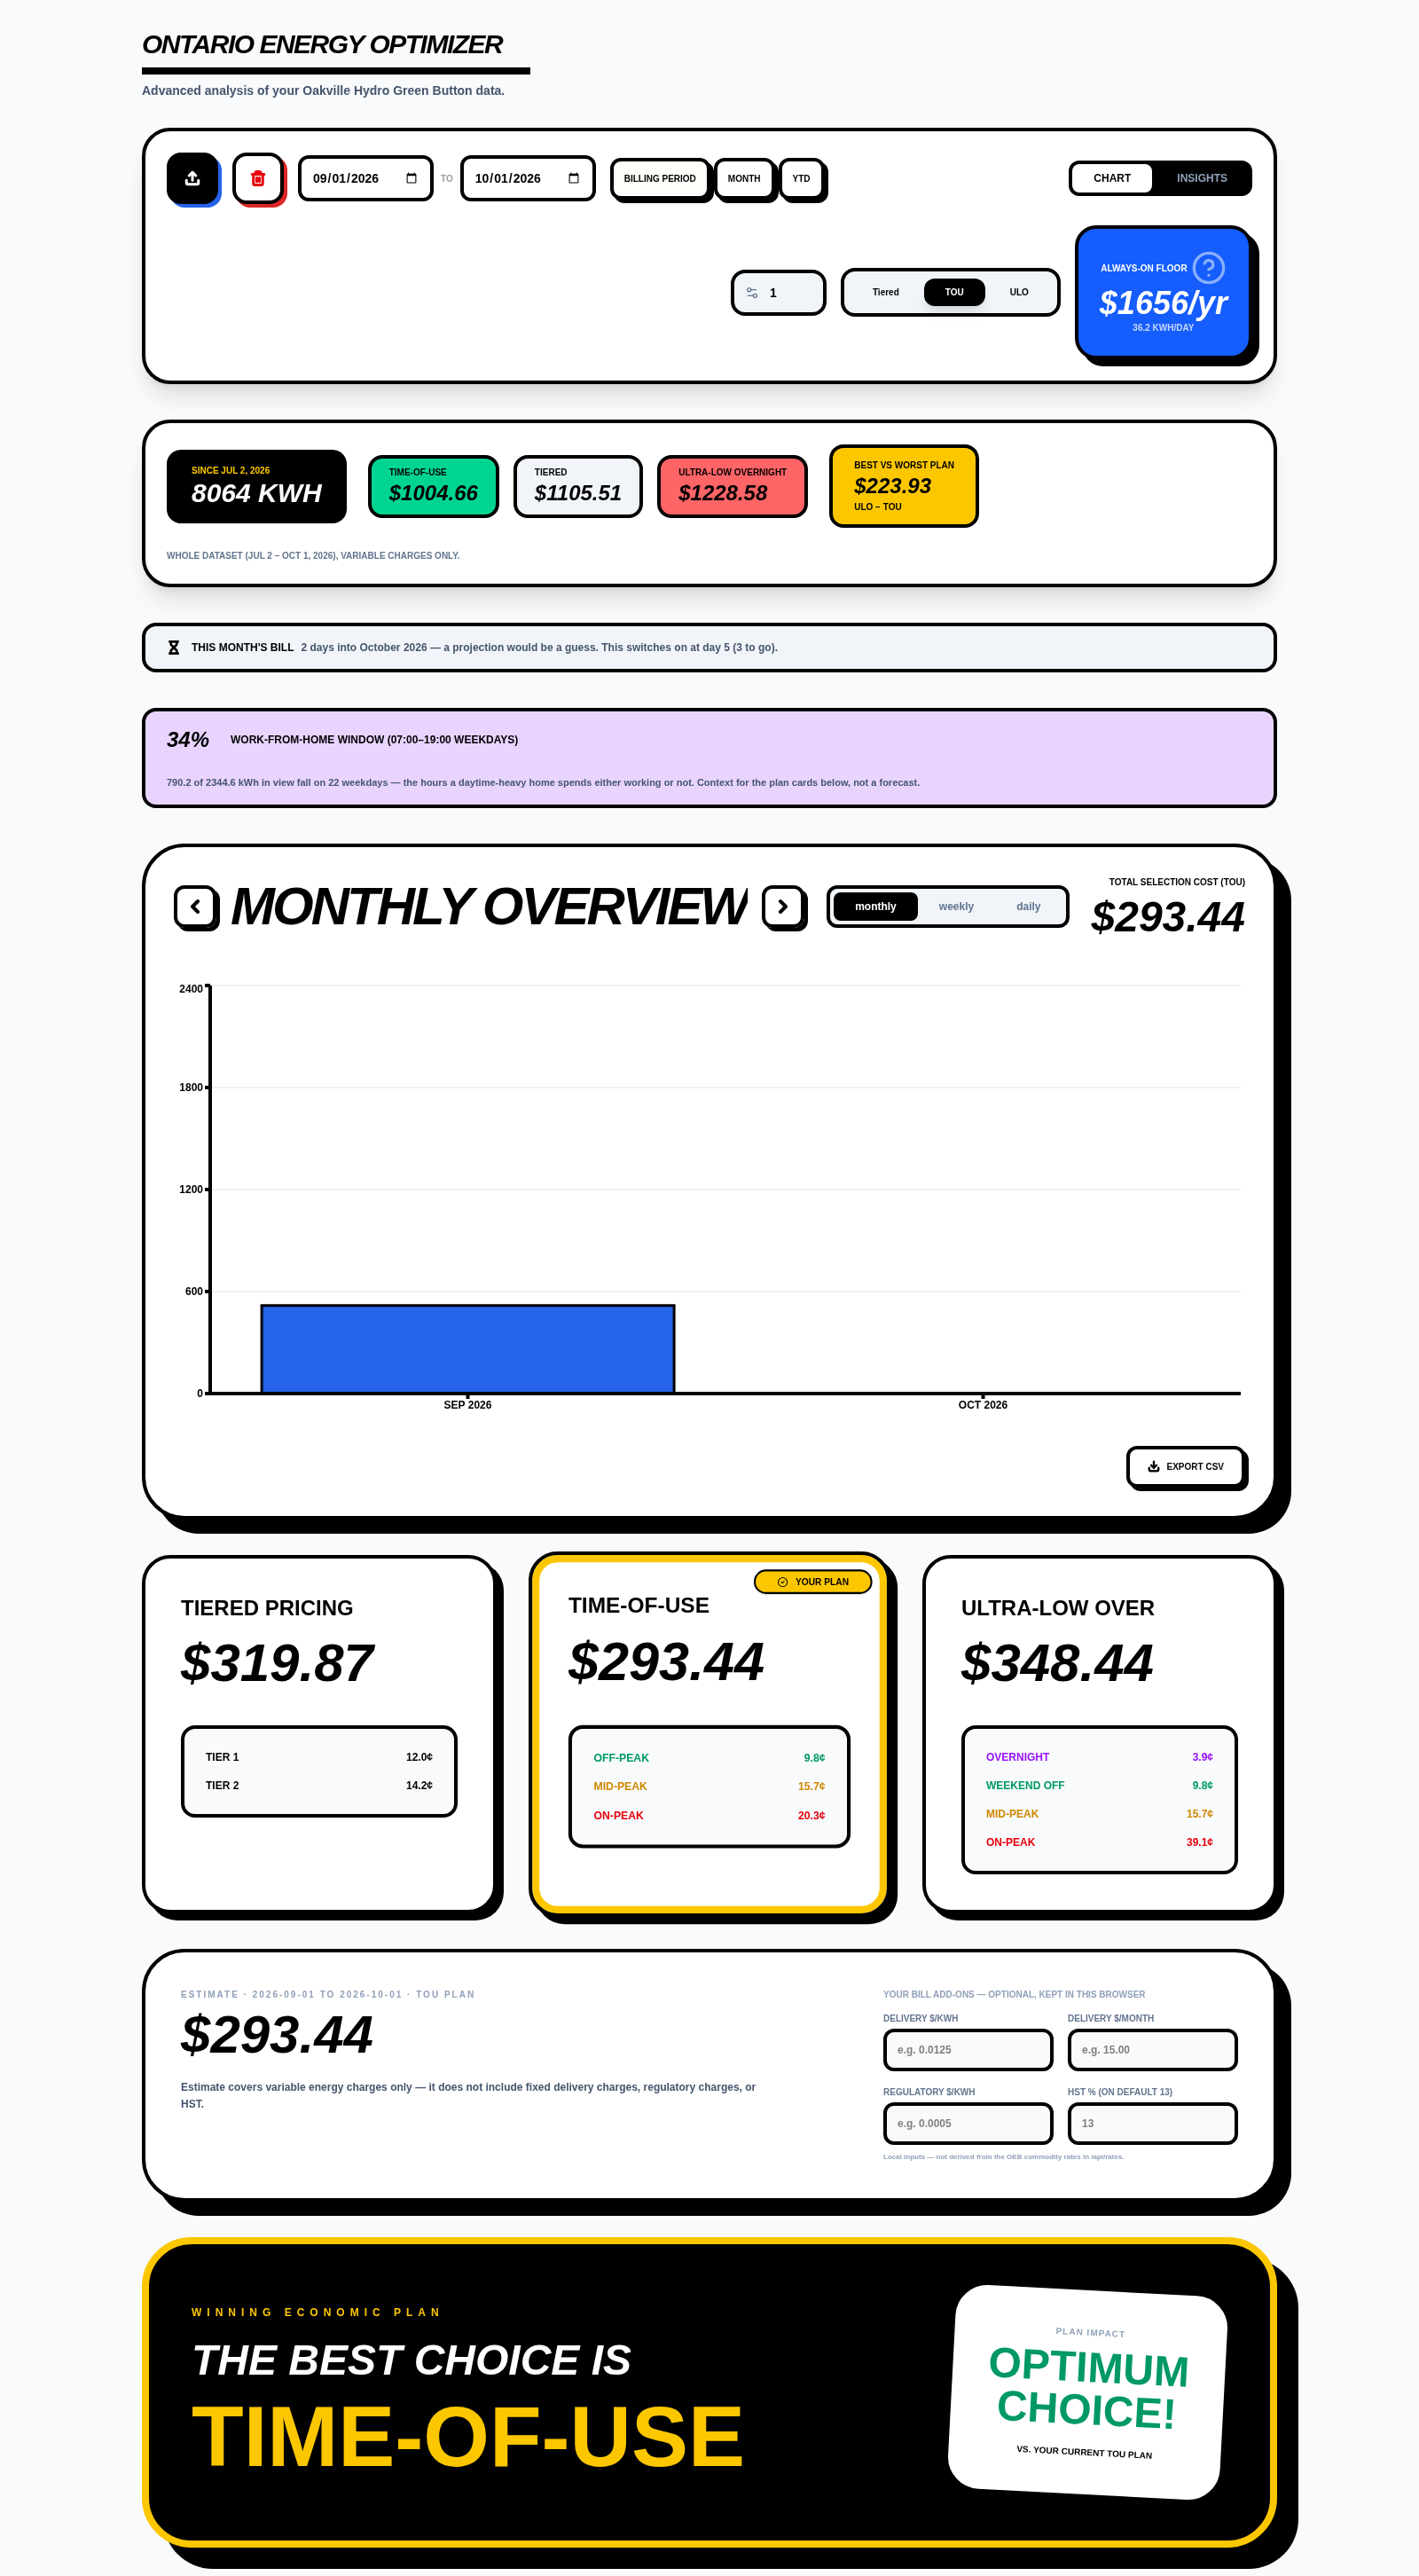 ONTARIO ENERGY OPTIMIZER
Advanced analysis of your Oakville Hydro Green Button data.
09/01/2026 TO 10/01/2026 BILLING PERIOD MONTH YTD CHART INSIGHTS
1 Tiered TOU ULO
ALWAYS-ON FLOOR
$1656/yr
36.2 KWH/DAY
SINCE JUL 2, 2026
8064 KWH
TIME-OF-USE
$1004.66
TIERED
$1105.51
ULTRA-LOW OVERNIGHT
$1228.58
BEST VS WORST PLAN
$223.93
ULO – TOU
WHOLE DATASET (JUL 2 – OCT 1, 2026), VARIABLE CHARGES ONLY.
THIS MONTH'S BILL 2 days into October 2026 — a projection would be a guess. This switches on at day 5 (3 to go).
34% WORK-FROM-HOME WINDOW (07:00–19:00 WEEKDAYS)
790.2 of 2344.6 kWh in view fall on 22 weekdays — the hours a daytime-heavy home spends either working or not. Context for the plan cards below, not a forecast.
MONTHLY OVERVIEW
monthly weekly daily
TOTAL SELECTION COST (TOU)
$293.44
2400
1800
1200
600
0
SEP 2026 OCT 2026
EXPORT CSV
TIERED PRICING
$319.87
TIER 1 12.0¢
TIER 2 14.2¢
YOUR PLAN
TIME-OF-USE
$293.44
OFF-PEAK 9.8¢
MID-PEAK 15.7¢
ON-PEAK 20.3¢
ULTRA-LOW OVER
$348.44
OVERNIGHT 3.9¢
WEEKEND OFF 9.8¢
MID-PEAK 15.7¢
ON-PEAK 39.1¢
ESTIMATE · 2026-09-01 TO 2026-10-01 · TOU PLAN
$293.44
Estimate covers variable energy charges only — it does not include fixed delivery charges, regulatory charges, or
HST.
YOUR BILL ADD-ONS — OPTIONAL, KEPT IN THIS BROWSER
DELIVERY $/KWH DELIVERY $/MONTH
e.g. 0.0125 e.g. 15.00
REGULATORY $/KWH HST % (ON DEFAULT 13)
e.g. 0.0005 13
Local inputs — not derived from the OEB commodity rates in /api/rates.
WINNING ECONOMIC PLAN
THE BEST CHOICE IS
TIME-OF-USE
PLAN IMPACT
OPTIMUM
CHOICE!
VS. YOUR CURRENT TOU PLAN